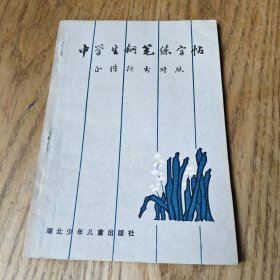 中学生钢笔练字帖
正楷行书对照
湖北少年儿童出版社